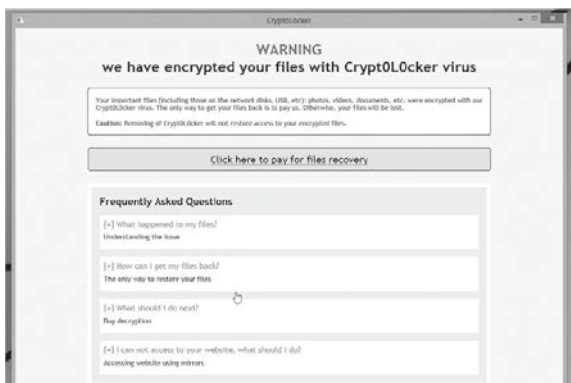 CryptoLocker
WARNING
we have encrypted your files with Crypt0L0cker virus
Your important files (including those on the network disks, USB, etc): photos, videos, documents, etc. were encrypted with our
Crypt0L0cker virus. The only way to get your files back is to pay us. Otherwise, your files will be lost.
Caution: Removing of Crypt0L0cker will not restore access to your encrypted files.
Click here to pay for files recovery
Frequently Asked Questions
[+] What happened to my files?
Understanding the issue
[+] How can I get my files back?
The only way to restore your files
[+] What should I do next?
Buy decryption
[+] I can not access to your website, what should I do?
Accessing website using mirrors